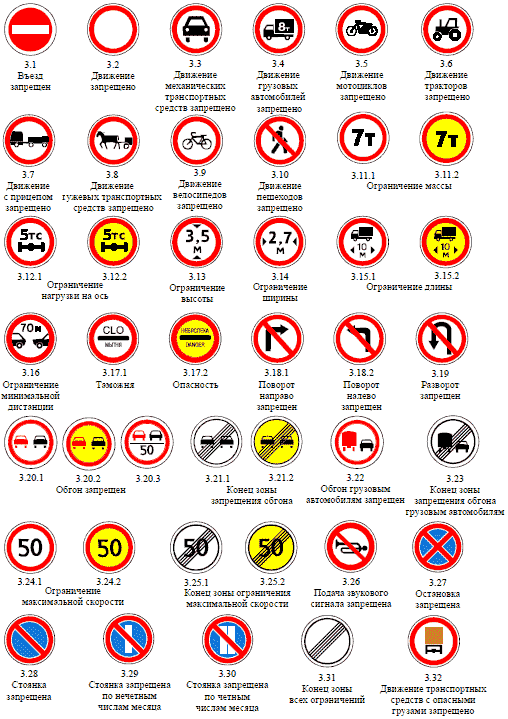 8т
3.1
3.2
3.3
3.4
3.5
3.6
Въезд
запрещен
Движение
запрещено
Движение
механических
транспортных
средств запрещено
Движение
грузовых
автомобилей
запрещено
Движение
мотоциклов
запрещено
Движение
тракторов
запрещено
7т
7т
3.7
3.8
3.9
3.10
3.11.1
3.11.2
Движение
с прицепом
запрещено
Движение
гужевых транспортных
средств запрещено
Движение
велосипедов
запрещено
Движение
пешеходов
запрещено
Ограничение массы
5тс
5тс
3,5
м
2,7
м
10
м
10
м
3.12.1
3.12.2
3.13
3.14
3.15.1
3.15.2
Ограничение
нагрузки на ось
Ограничение
высоты
Ограничение
ширины
Ограничение длины
70 м
CLO
МЫТНЯ
НЕБЯСПЕКА
DANGER
3.16
3.17.1
3.17.2
3.18.1
3.18.2
3.19
Ограничение
минимальной
дистанции
Таможня
Опасность
Поворот
направо
запрещен
Поворот
налево
запрещен
Разворот
запрещен
50
3.20.1
3.20.2
3.20.3
3.21.1
3.21.2
3.22
3.23
Обгон запрещен
Конец зоны
запрещения обгона
Обгон грузовым
автомобилям запрещен
Конец зоны
запрещения обгона
грузовым автомобилям
50
50
50
50
3.24.1
3.24.2
3.25.1
3.25.2
3.26
3.27
Ограничение
максимальной скорости
Конец зоны ограничения
максимальной скорости
Подача звукового
сигнала запрещена
Остановка
запрещена
3.28
3.29
3.30
3.31
3.32
Стоянка
запрещена
Стоянка запрещена
по нечетным
числам месяца
Стоянка запрещена
по четным
числам месяца
Конец зоны
всех ограничений
Движение транспортных
средств с опасными
грузами запрещено